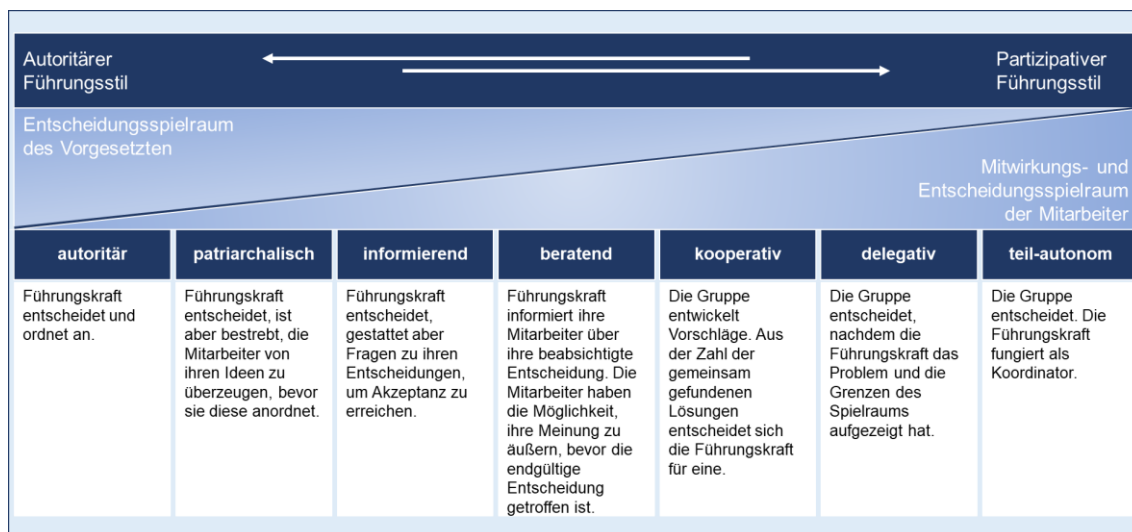 Autoritärer
Führungsstil
Partizipativer
Führungsstil
Entscheidungsspielraum
des Vorgesetzten
Mitwirkungs- und
Entscheidungsspielraum
der Mitarbeiter
autoritär
Führungskraft
entscheidet und
ordnet an.
patriarchalisch
Führungskraft
entscheidet, ist
aber bestrebt, die
Mitarbeiter von
ihren Ideen zu
überzeugen, bevor
sie diese anordnet.
informierend
Führungskraft
entscheidet,
gestattet aber
Fragen zu ihren
Entscheidungen,
um Akzeptanz zu
erreichen.
beratend
Führungskraft
informiert ihre
Mitarbeiter über
ihre beabsichtigte
Entscheidung. Die
Mitarbeiter haben
die Möglichkeit,
ihre Meinung zu
äußern, bevor die
endgültige
Entscheidung
getroffen ist.
kooperativ
Die Gruppe
entwickelt
Vorschläge. Aus
der Zahl der
gemeinsam
gefundenen
Lösungen
entscheidet sich
die Führungskraft
für eine.
delegativ
Die Gruppe
entscheidet,
nachdem die
Führungskraft das
Problem und die
Grenzen des
Spielraums
aufgezeigt hat.
teil-autonom
Die Gruppe
entscheidet. Die
Führungskraft
fungiert als
Koordinator.